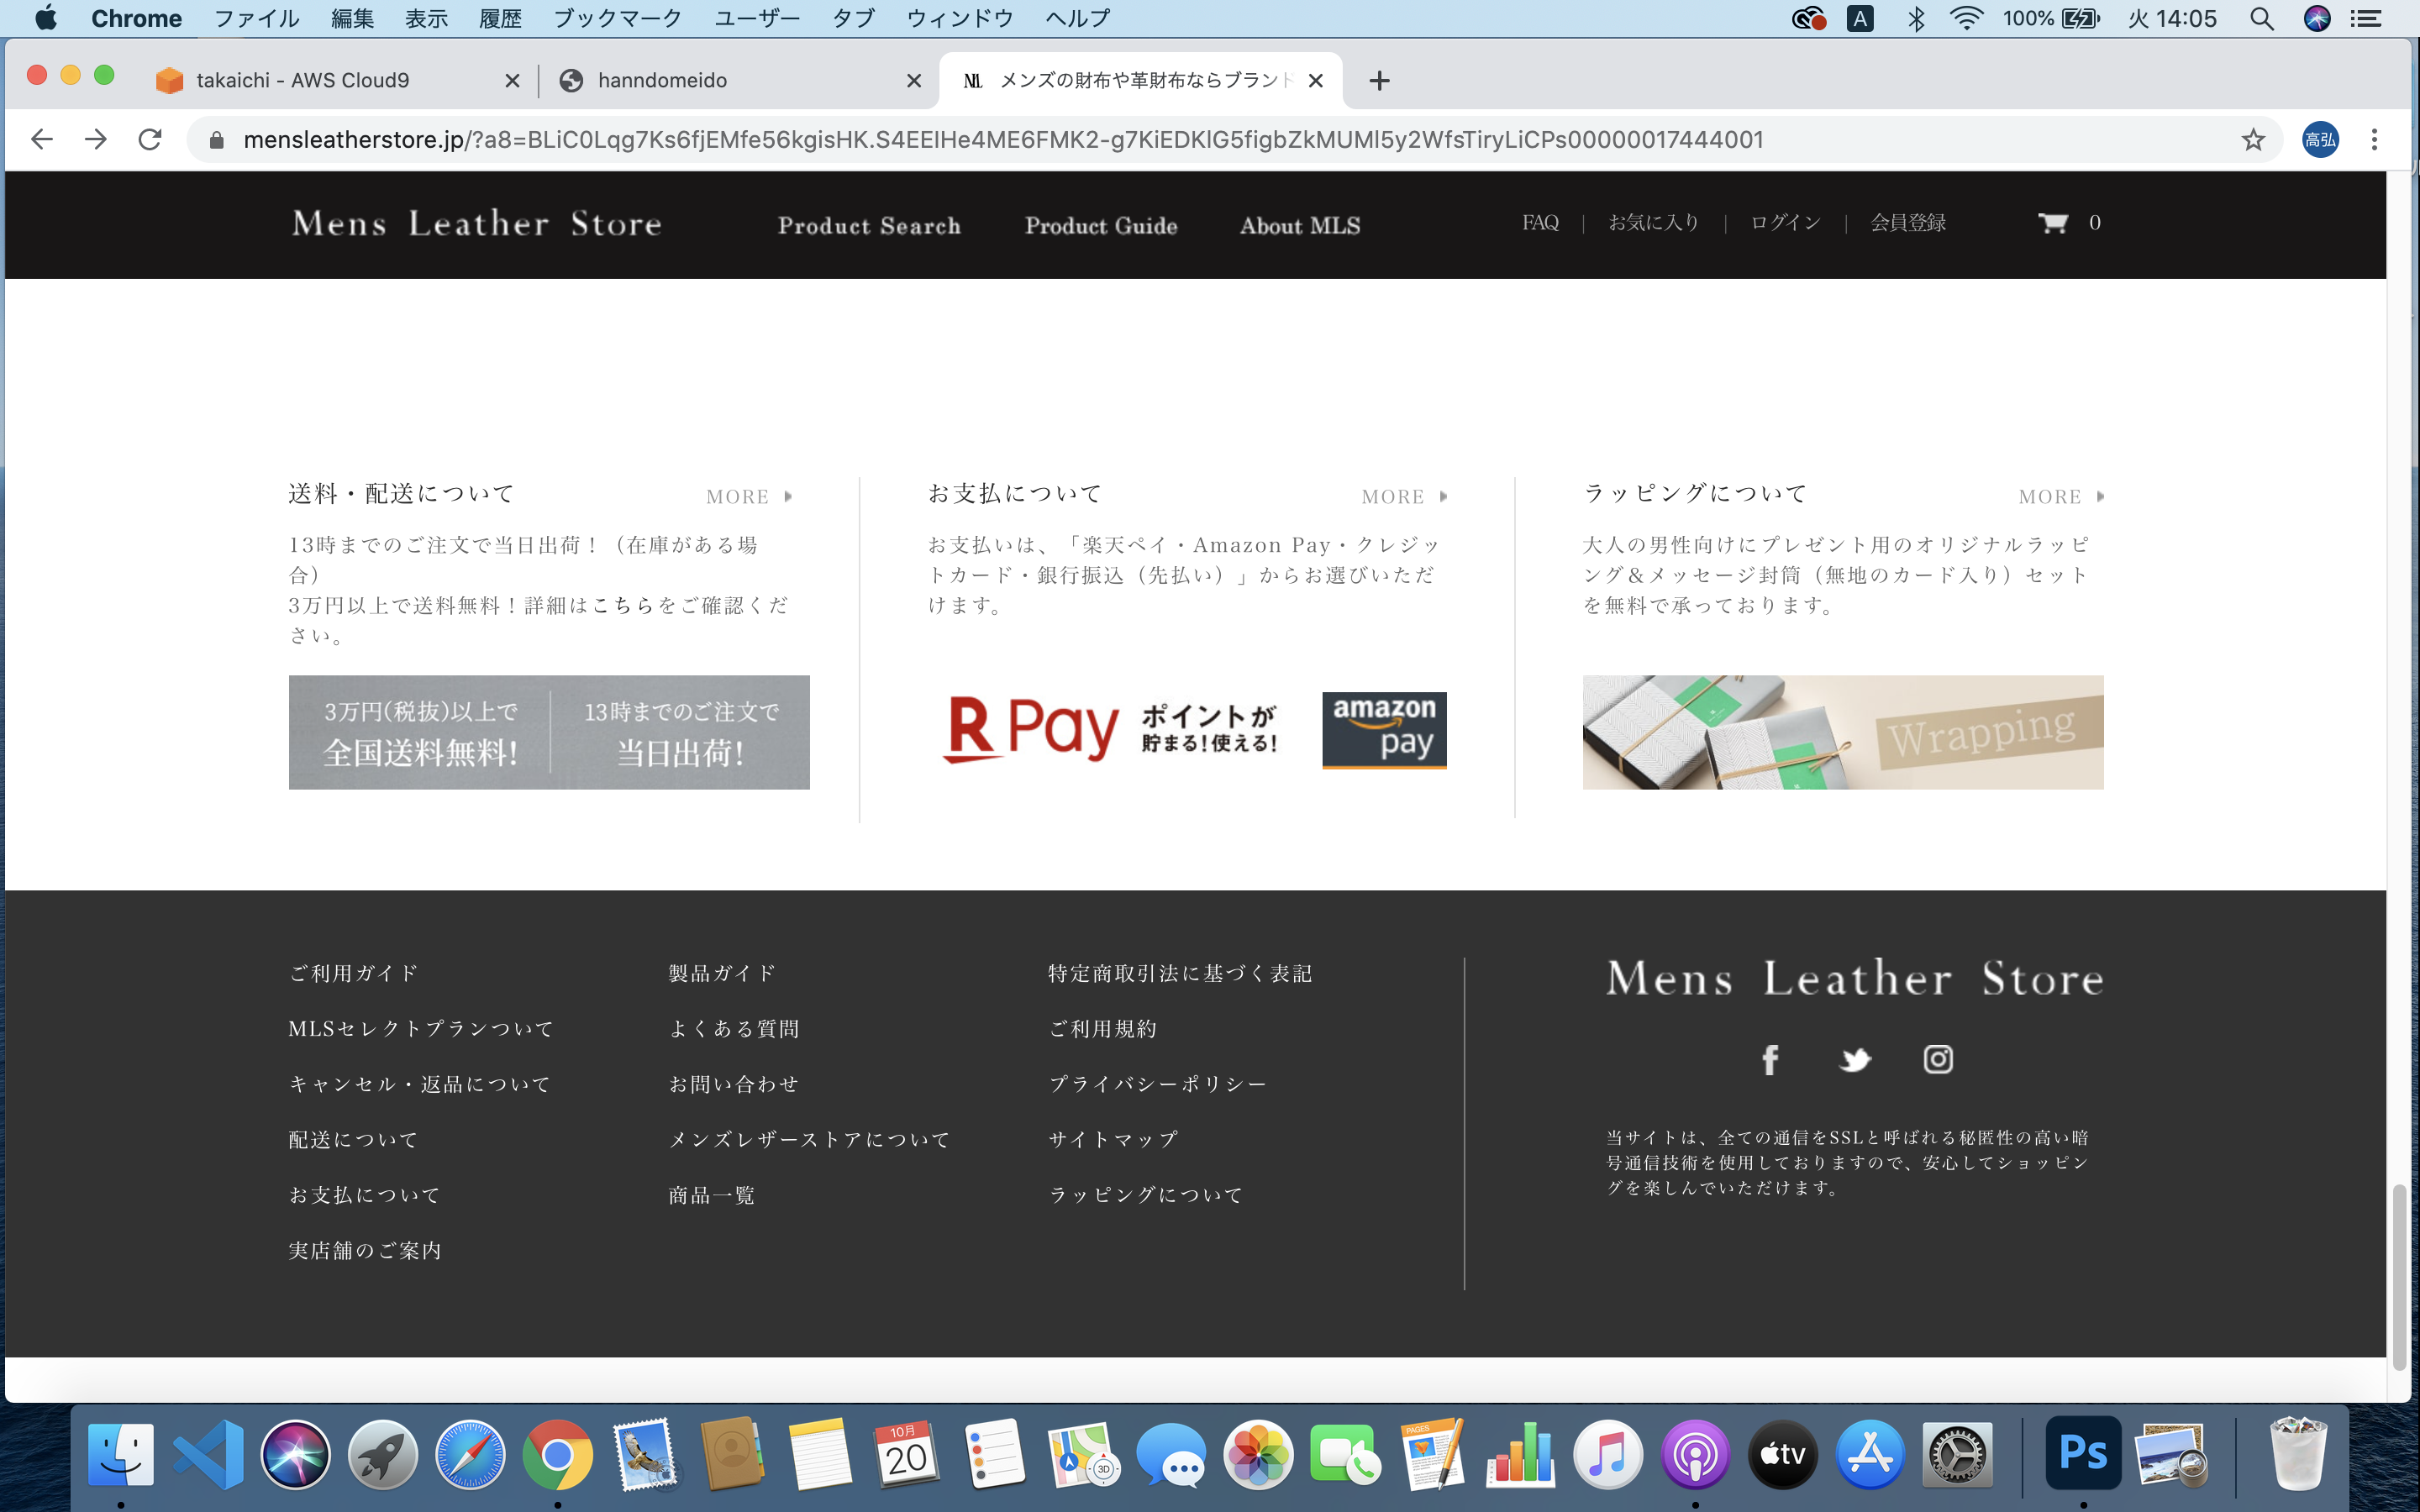 Chrome ファイル 編集 表示 履歴 ブックマーク ユーザー タブ ウィンドウ ヘルプ
A 100% 火 14:05
takaichi - AWS Cloud9
hanndomeido
メンズの財布や革財布ならブランド
mensleatherstore.jp/?a8=BLiC0Lqg7Ks6fjEMfe56kgisHK.S4EEIHe4ME6FMK2-g7KiEDKlG5figbZkMUMl5y2WfsTiryLiCPs00000017444001
高弘
Mens Leather Store
Product Search
Product Guide
About MLS
FAQ | お気に入り | ログイン | 会員登録
0
送料・配送について MORE
13時までのご注文で当日出荷！（在庫がある場
合）
3万円以上で送料無料！詳細はこちらをご確認くだ
さい。
3万円(税抜)以上で
全国送料無料!
13時までのご注文で
当日出荷!
お支払について MORE
お支払いは、「楽天ペイ・Amazon Pay・クレジッ
トカード・銀行振込（先払い）」からお選びいただ
けます。
R Pay
ポイントが
貯まる!使える!
amazon
pay
ラッピングについて MORE
大人の男性向けにプレゼント用のオリジナルラッピ
ング＆メッセージ封筒（無地のカード入り）セット
を無料で承っております。
Wrapping
ご利用ガイド
MLSセレクトプランついて
キャンセル・返品について
配送について
お支払について
実店舗のご案内
製品ガイド
よくある質問
お問い合わせ
メンズレザーストアについて
商品一覧
特定商取引法に基づく表記
ご利用規約
プライバシーポリシー
サイトマップ
ラッピングについて
Mens Leather Store
当サイトは、全ての通信をSSLと呼ばれる秘匿性の高い暗
号通信技術を使用しておりますので、安心してショッピン
グを楽しんでいただけます。
10月
20
3D
PAGES
tv
Ps